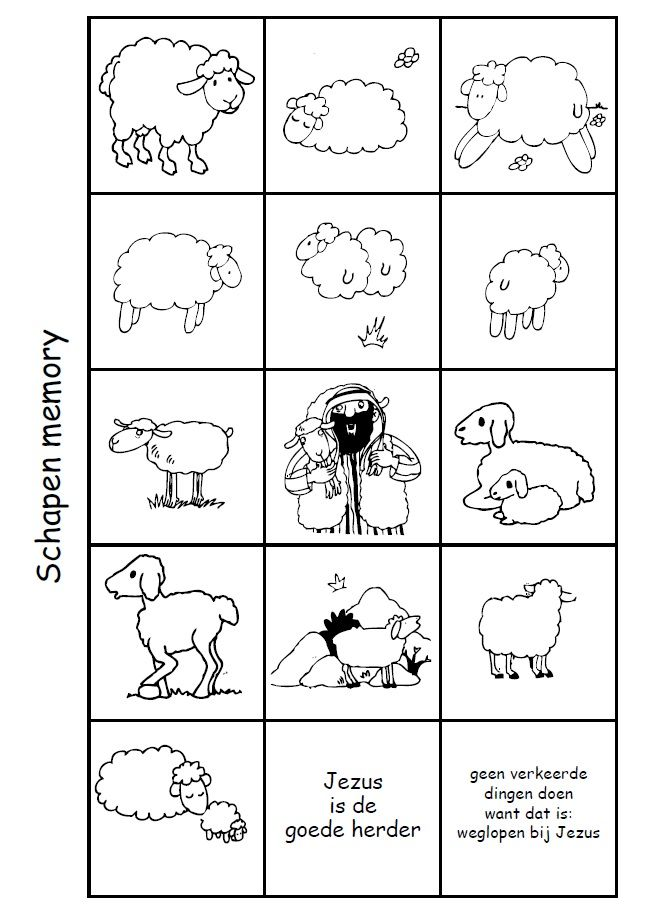 Schapen memory
Jezus
is de
goede herder
geen verkeerde
dingen doen
want dat is:
weglopen bij Jezus